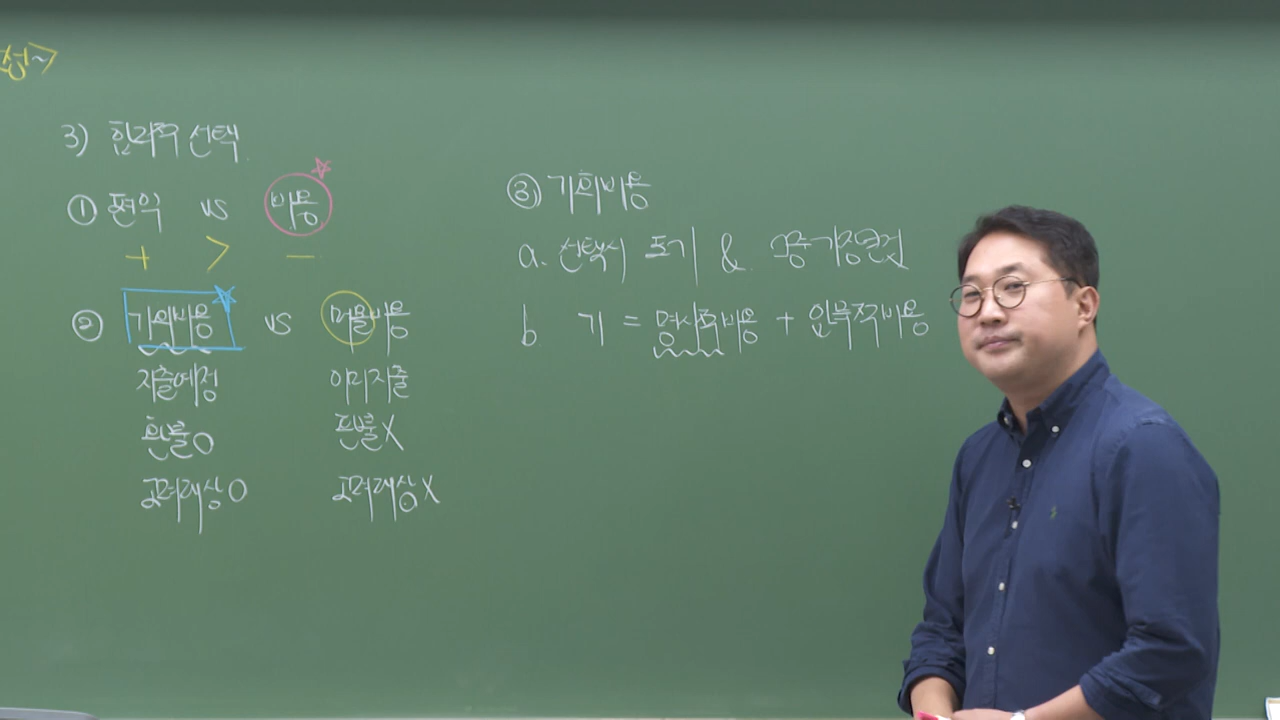 3) 합리적 선택
① 편익 vs 비용
+ > −
② 기회비용 vs 매몰비용
지출예정 이미지출
환불O 환불X
고려대상O 고려대상X
③ 기회비용
a. 선택시 포기 & 그중 가장 큰것
b 기 = 명시적비용 + 암묵적비용